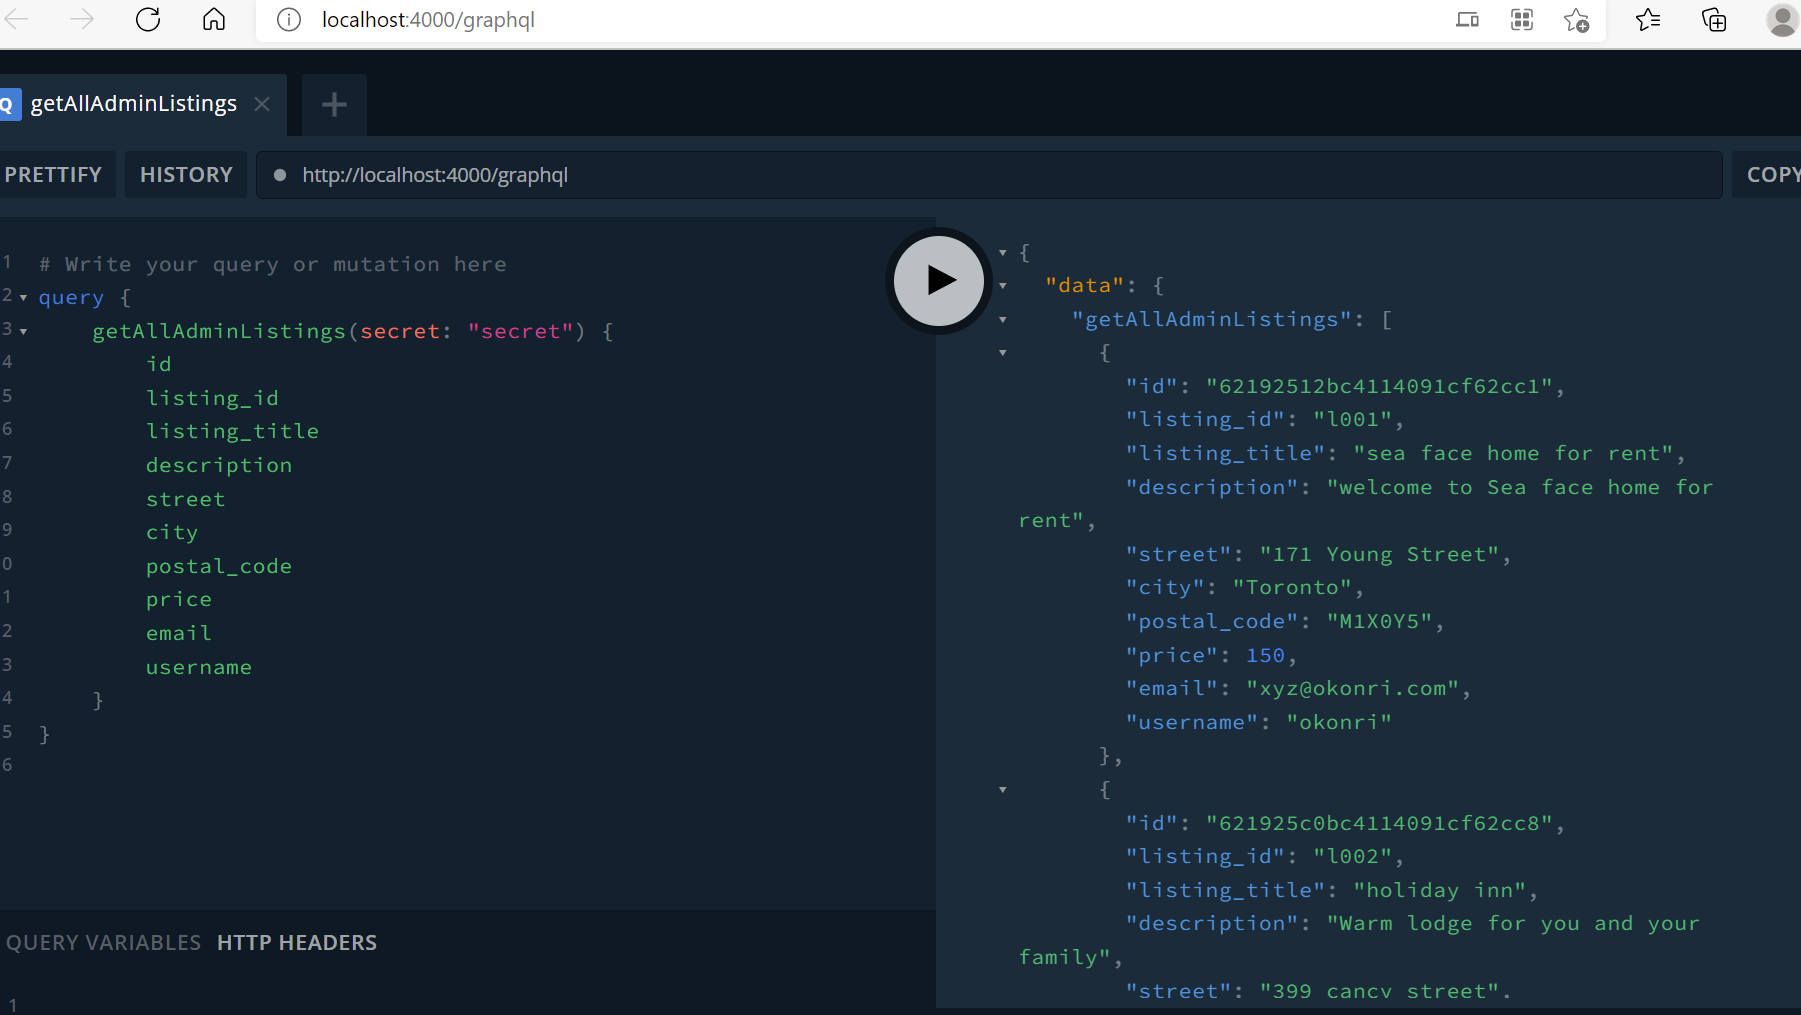 localhost:4000/graphql
Q getAllAdminListings
PRETTIFY HISTORY http://localhost:4000/graphql COPY
1 # Write your query or mutation here
2 query {
3 getAllAdminListings(secret: "secret") {
4 id
5 listing_id
6 listing_title
7 description
8 street
9 city
0 postal_code
1 price
2 email
3 username
4 }
5 }
6
QUERY VARIABLES HTTP HEADERS
1
{
"data": {
"getAllAdminListings": [
{
"id": "62192512bc4114091cf62cc1",
"listing_id": "l001",
"listing_title": "sea face home for rent",
"description": "welcome to Sea face home for
rent",
"street": "171 Young Street",
"city": "Toronto",
"postal_code": "M1X0Y5",
"price": 150,
"email": "xyz@okonri.com",
"username": "okonri"
},
{
"id": "621925c0bc4114091cf62cc8",
"listing_id": "l002",
"listing_title": "holiday inn",
"description": "Warm lodge for you and your
family",
"street": "399 cancy street",